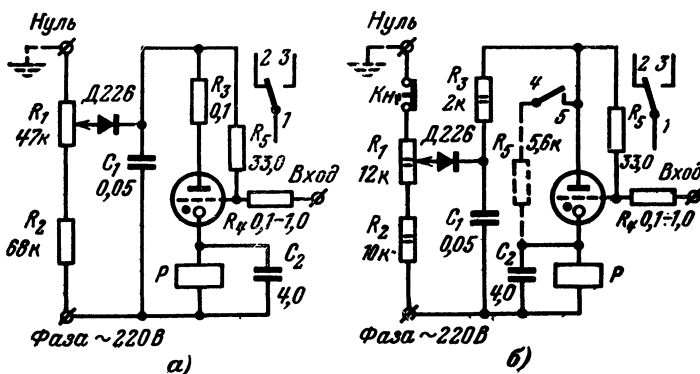 Нуль
R1
47к
Д226
R2
68к
C1
0,05
R3
0,1
R5
33,0
2 3
1
Вход
R4 0,1-1,0
P
C2
4,0
Фаза ~220В
а)
Нуль
Кн1
R1
12к
Д226
R2
10к
R3
2к
C1
0,05
4
5
R5
5,6к
2 3
1
R5
33,0
Вход
R4 0,1÷1,0
C2
4,0
P
Фаза ~220В
б)